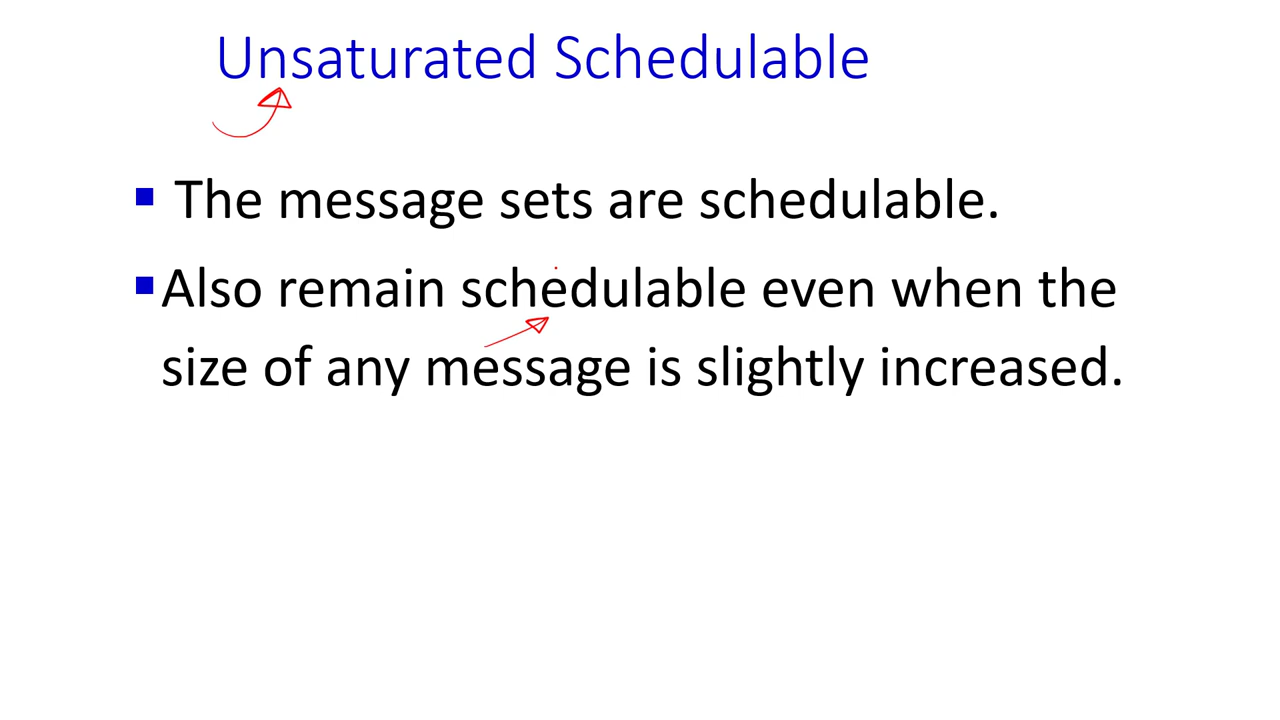 Unsaturated Schedulable
The message sets are schedulable.
Also remain schedulable even when the
size of any message is slightly increased.